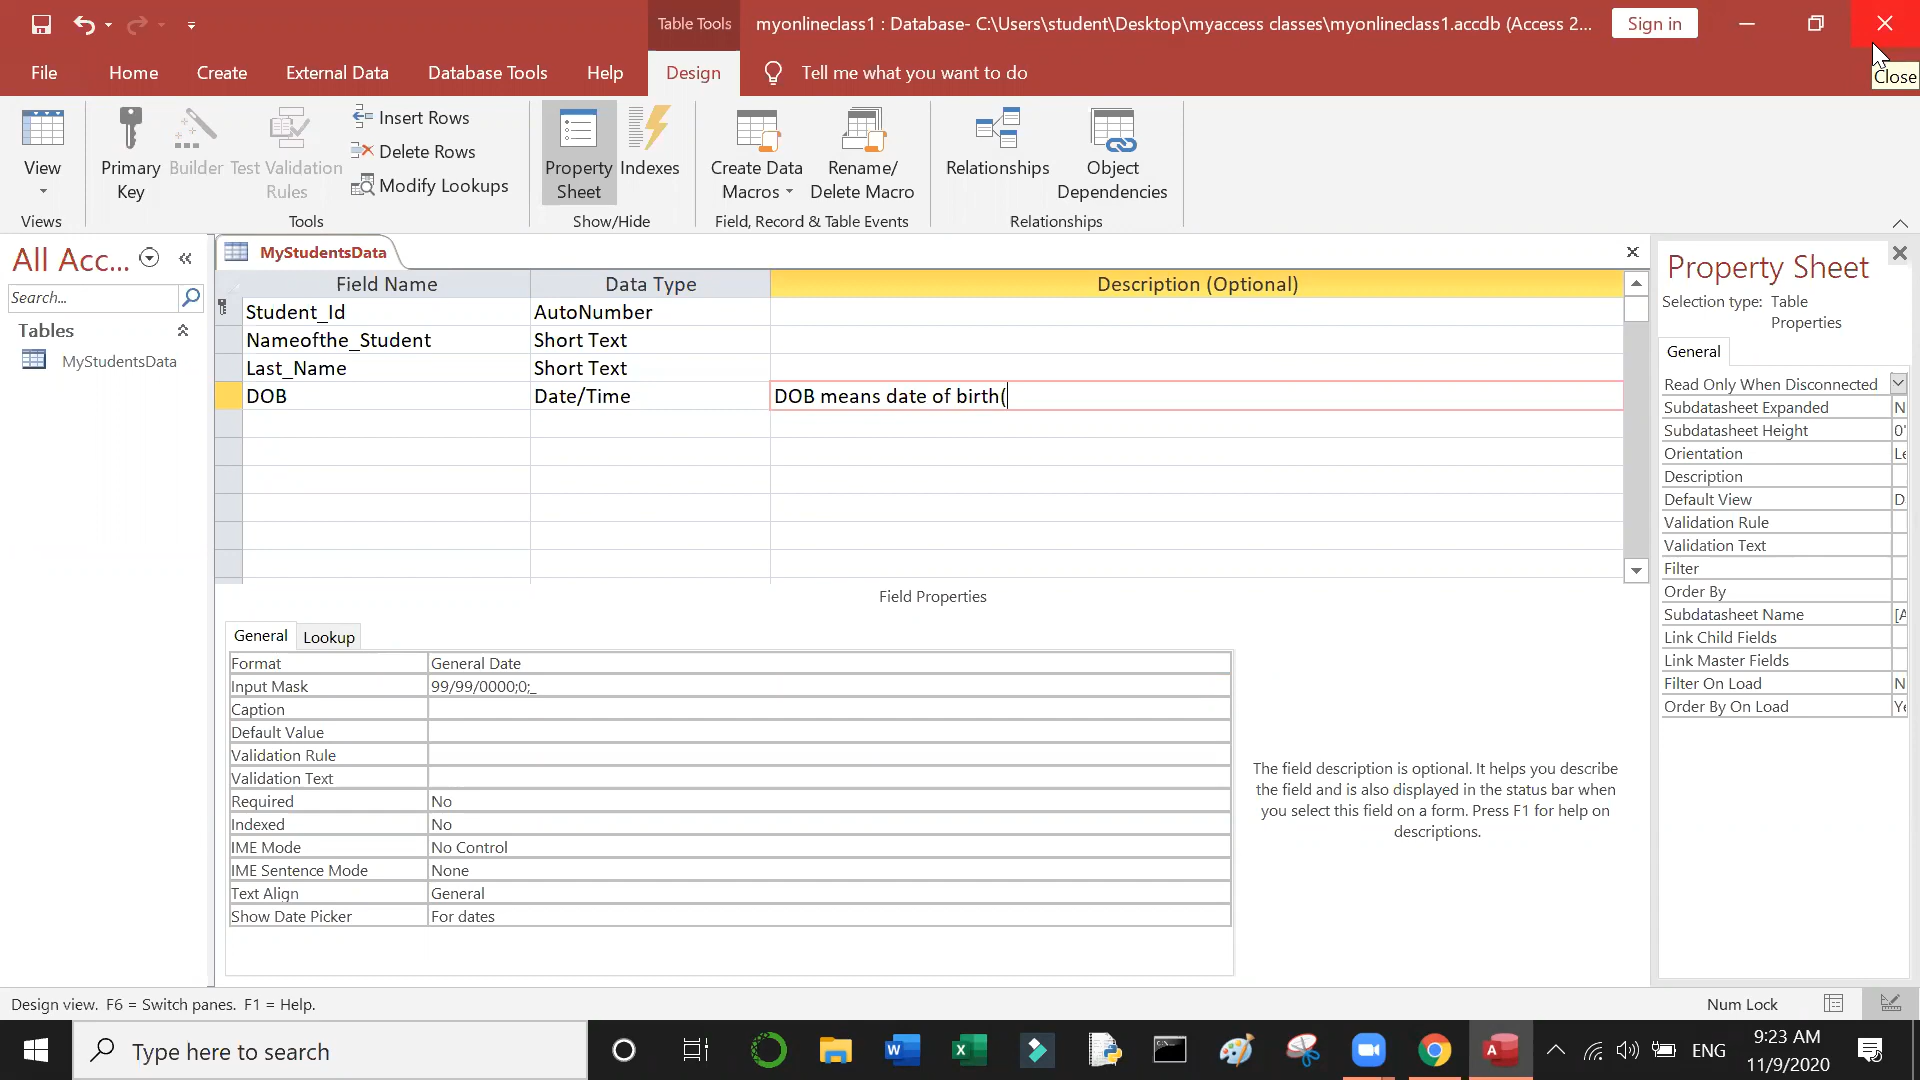 Table Tools
myonlineclass1 : Database- C:\Users\student\Desktop\myaccess classes\myonlineclass1.accdb (Access 2...
Sign in
Close
File
Home
Create
External Data
Database Tools
Help
Design
Tell me what you want to do
View
Primary
Key
Builder
Test Validation
Rules
Insert Rows
Delete Rows
Modify Lookups
Property
Sheet
Indexes
Create Data
Macros
Rename/
Delete Macro
Relationships
Object
Dependencies
Views
Tools
Show/Hide
Field, Record & Table Events
Relationships
All Acc...
Search...
Tables
MyStudentsData
MyStudentsData
Field Name Data Type Description (Optional)
Student_Id AutoNumber
Nameofthe_Student Short Text
Last_Name Short Text
DOB Date/Time DOB means date of birth(
Field Properties
General Lookup
Format General Date
Input Mask 99/99/0000;0;_
Caption
Default Value
Validation Rule
Validation Text
Required No
Indexed No
IME Mode No Control
IME Sentence Mode None
Text Align General
Show Date Picker For dates
The field description is optional. It helps you describe
the field and is also displayed in the status bar when
you select this field on a form. Press F1 for help on
descriptions.
Property Sheet
Selection type: Table
Properties
General
Read Only When Disconnected
Subdatasheet Expanded N
Subdatasheet Height 0"
Orientation Le
Description
Default View D
Validation Rule
Validation Text
Filter
Order By
Subdatasheet Name [A
Link Child Fields
Link Master Fields
Filter On Load N
Order By On Load Ye
Design view. F6 = Switch panes. F1 = Help.
Num Lock
Type here to search
ENG
9:23 AM
11/9/2020